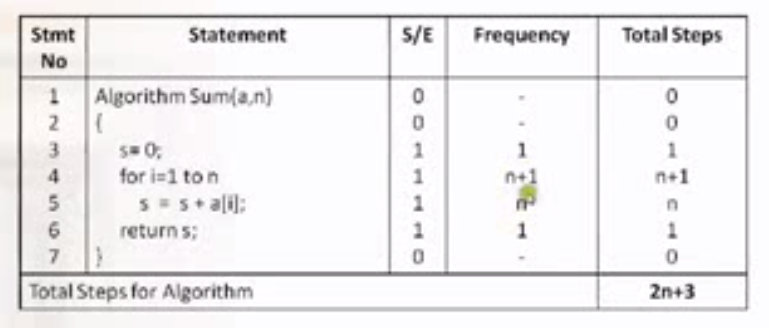 Stmt No Statement S/E Frequency Total Steps
1 Algorithm Sum(a,n) 0 - 0
2 { 0 - 0
3 s= 0; 1 1 1
4 for i=1 to n 1 n+1 n+1
5 s = s + a[i]; 1 n n
6 return s; 1 1 1
7 } 0 - 0
Total Steps for Algorithm 2n+3